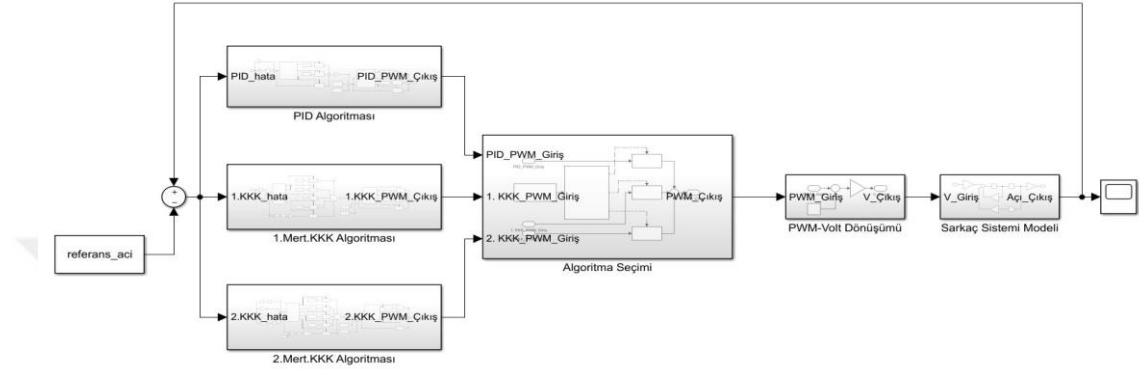 PID_hata
PID_PWM_Çıkış
PID Algoritması
1.KKK_hata
1.KKK_PWM_Çıkış
1.Mert.KKK Algoritması
2.KKK_hata
2.KKK_PWM_Çıkış
2.Mert.KKK Algoritması
referans_aci
PID_PWM_Giriş
1. KKK_PWM_Giriş
2. KKK_PWM_Giriş
PWM_Çıkış
Algoritma Seçimi
PWM_Giriş
V_Çıkış
PWM-Volt Dönüşümü
V_Giriş
Açı_Çıkış
Sarkaç Sistemi Modeli